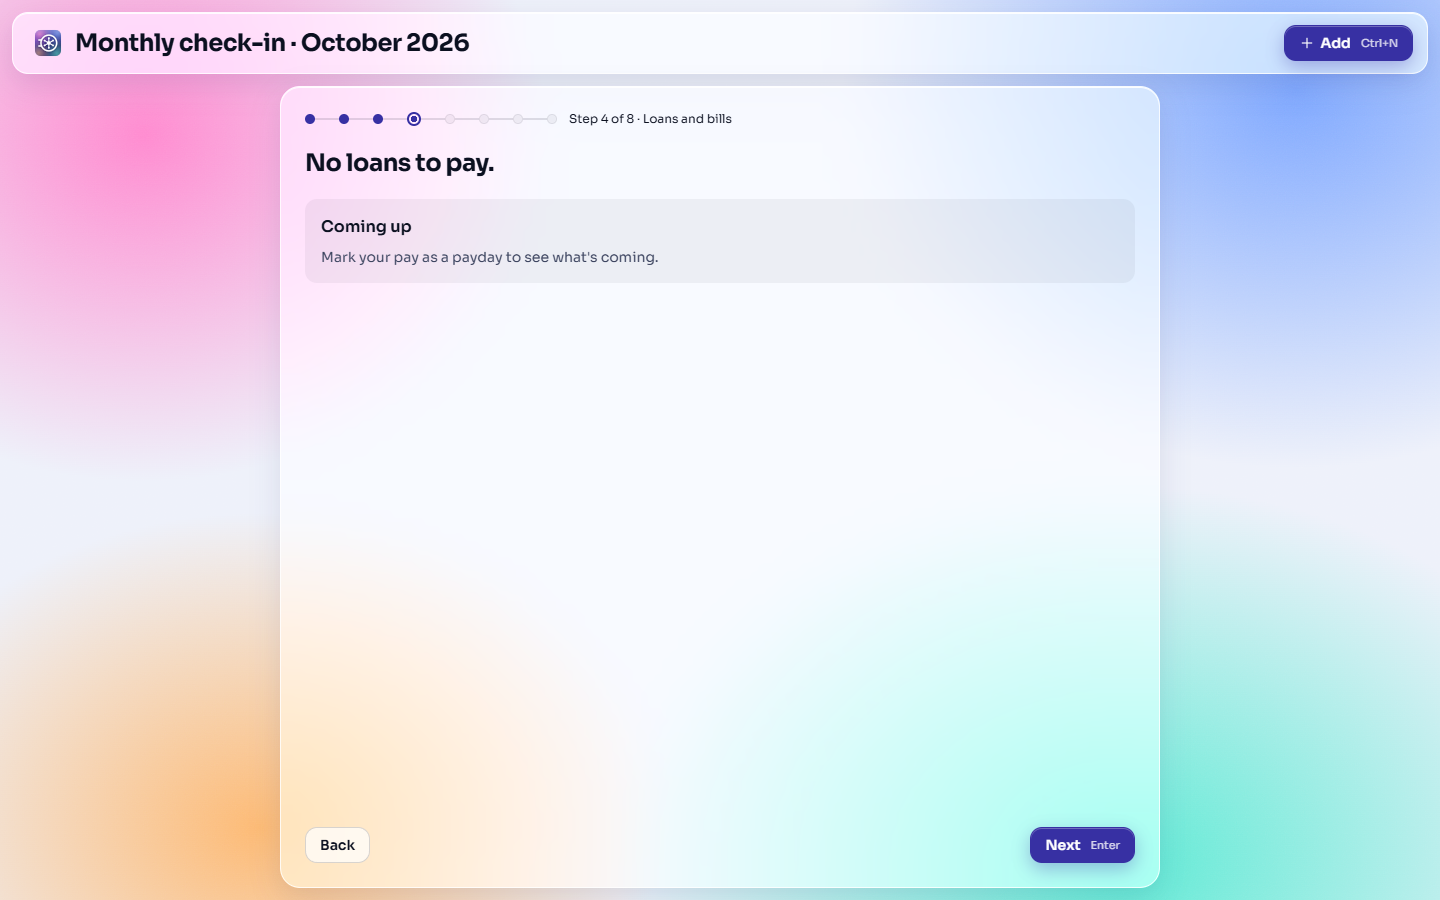 Monthly check-in · October 2026
+ Add Ctrl+N
Step 4 of 8 · Loans and bills
No loans to pay.
Coming up
Mark your pay as a payday to see what's coming.
Back
Next Enter